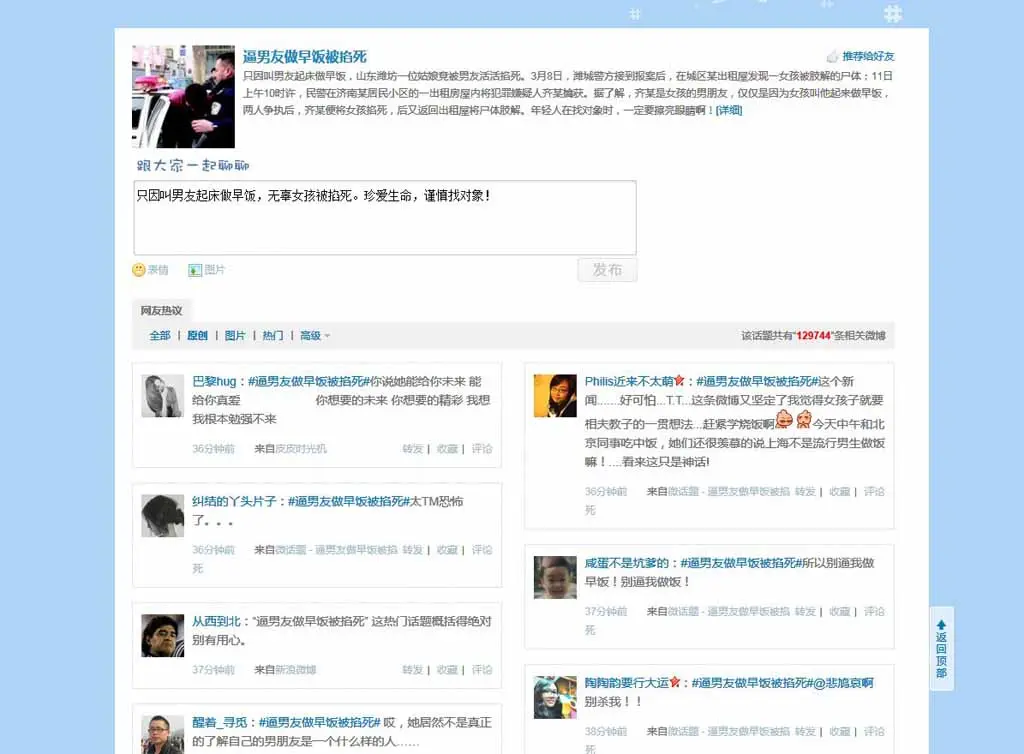 逼男友做早饭被掐死
推荐给好友
只因叫男友起床做早饭，山东潍坊一位姑娘竟被男友活活掐死。3月8日，潍城警方接到报案后，在城区某出租屋发现一女孩被肢解的尸体；11日
上午10时许，民警在济南某居民小区的一出租房屋内将犯罪嫌疑人齐某擒获。据了解，齐某是女孩的男朋友，仅仅是因为女孩叫他起来做早饭，
两人争执后，齐某便将女孩掐死，后又返回出租屋将尸体肢解。年轻人在找对象时，一定要擦亮眼睛啊！[详细]
跟大家一起聊聊
只因叫男友起床做早饭，无辜女孩被掐死。珍爱生命，谨慎找对象！
表情 图片
发布
网友热议
全部 | 原创 | 图片 | 热门 | 高级
该话题共有“129744”条相关微博
巴黎hug：#逼男友做早饭被掐死#你说她能给你未来 能
给你真爱 你想要的未来 你想要的精彩 我想
我根本勉强不来
36分钟前 来自皮皮时光机 转发 | 收藏 | 评论
纠结的丫头片子：#逼男友做早饭被掐死#太TM恐怖
了。。。
36分钟前 来自微话题 - 逼男友做早饭被掐 转发 | 收藏 | 评论
死
从西到北：“逼男友做早饭被掐死” 这热门话题概括得绝对
别有用心。
37分钟前 来自新浪微博 转发 | 收藏 | 评论
醒着_寻觅：#逼男友做早饭被掐死# 哎，她居然不是真正
的了解自己的男朋友是一个什么样的人……
Philis近来不太萌：#逼男友做早饭被掐死#这个新
闻……好可怕...T.T...这条微博又坚定了我觉得女孩子就要
相夫教子的一贯想法...赶紧学烧饭啊 今天中午和北
京同事吃中饭，她们还很羡慕的说上海不是流行男生做饭
嘛！....看来这只是神话!
36分钟前 来自微话题 - 逼男友做早饭被掐 转发 | 收藏 | 评论
死
咸蛋不是坑爹的：#逼男友做早饭被掐死#所以别逼我做
早饭！别逼我做饭！
37分钟前 来自微话题 - 逼男友做早饭被掐 转发 | 收藏 | 评论
死
陶陶韵要行大运：#逼男友做早饭被掐死#@悲鸠哀啊
别杀我！！
38分钟前 来自微话题 - 逼男友做早饭被掐 转发 | 收藏 | 评论
死
返回顶部